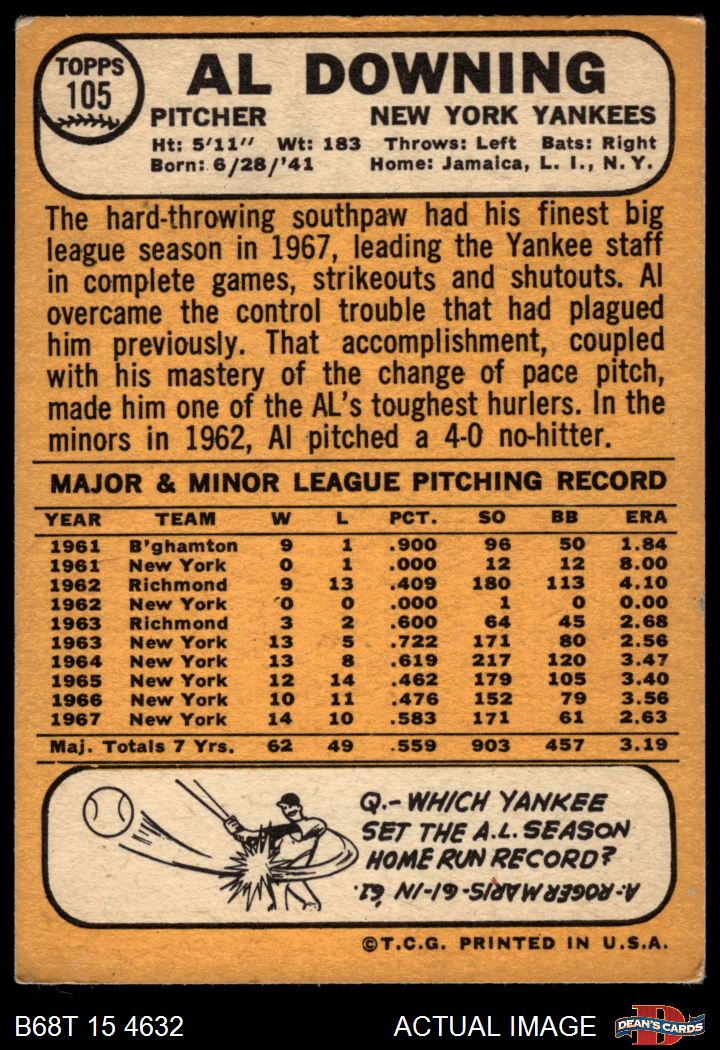 TOPPS
105
AL DOWNING
PITCHER NEW YORK YANKEES
Ht: 5'11" Wt: 183 Throws: Left Bats: Right
Born: 6/28/'41 Home: Jamaica, L. I., N. Y.
The hard-throwing southpaw had his finest big
league season in 1967, leading the Yankee staff
in complete games, strikeouts and shutouts. Al
overcame the control trouble that had plagued
him previously. That accomplishment, coupled
with his mastery of the change of pace pitch,
made him one of the AL's toughest hurlers. In the
minors in 1962, Al pitched a 4-0 no-hitter.
MAJOR & MINOR LEAGUE PITCHING RECORD
YEAR TEAM W L PCT. SO BB ERA
1961 B'ghamton 9 1 .900 96 50 1.84
1961 New York 0 1 .000 12 12 8.00
1962 Richmond 9 13 .409 180 113 4.10
1962 New York 0 0 .000 1 0 0.00
1963 Richmond 3 2 .600 64 45 2.68
1963 New York 13 5 .722 171 80 2.56
1964 New York 13 8 .619 217 120 3.47
1965 New York 12 14 .462 179 105 3.40
1966 New York 10 11 .476 152 79 3.56
1967 New York 14 10 .583 171 61 2.63
Maj. Totals 7 Yrs. 62 49 .559 903 457 3.19
Q.-WHICH YANKEE
SET THE A.L. SEASON
HOME RUN RECORD?
A-ROGER MARIS-61-IN '61.
©T.C.G. PRINTED IN U.S.A.
B68T 15 4632 ACTUAL IMAGE
D
DEAN'S CARDS